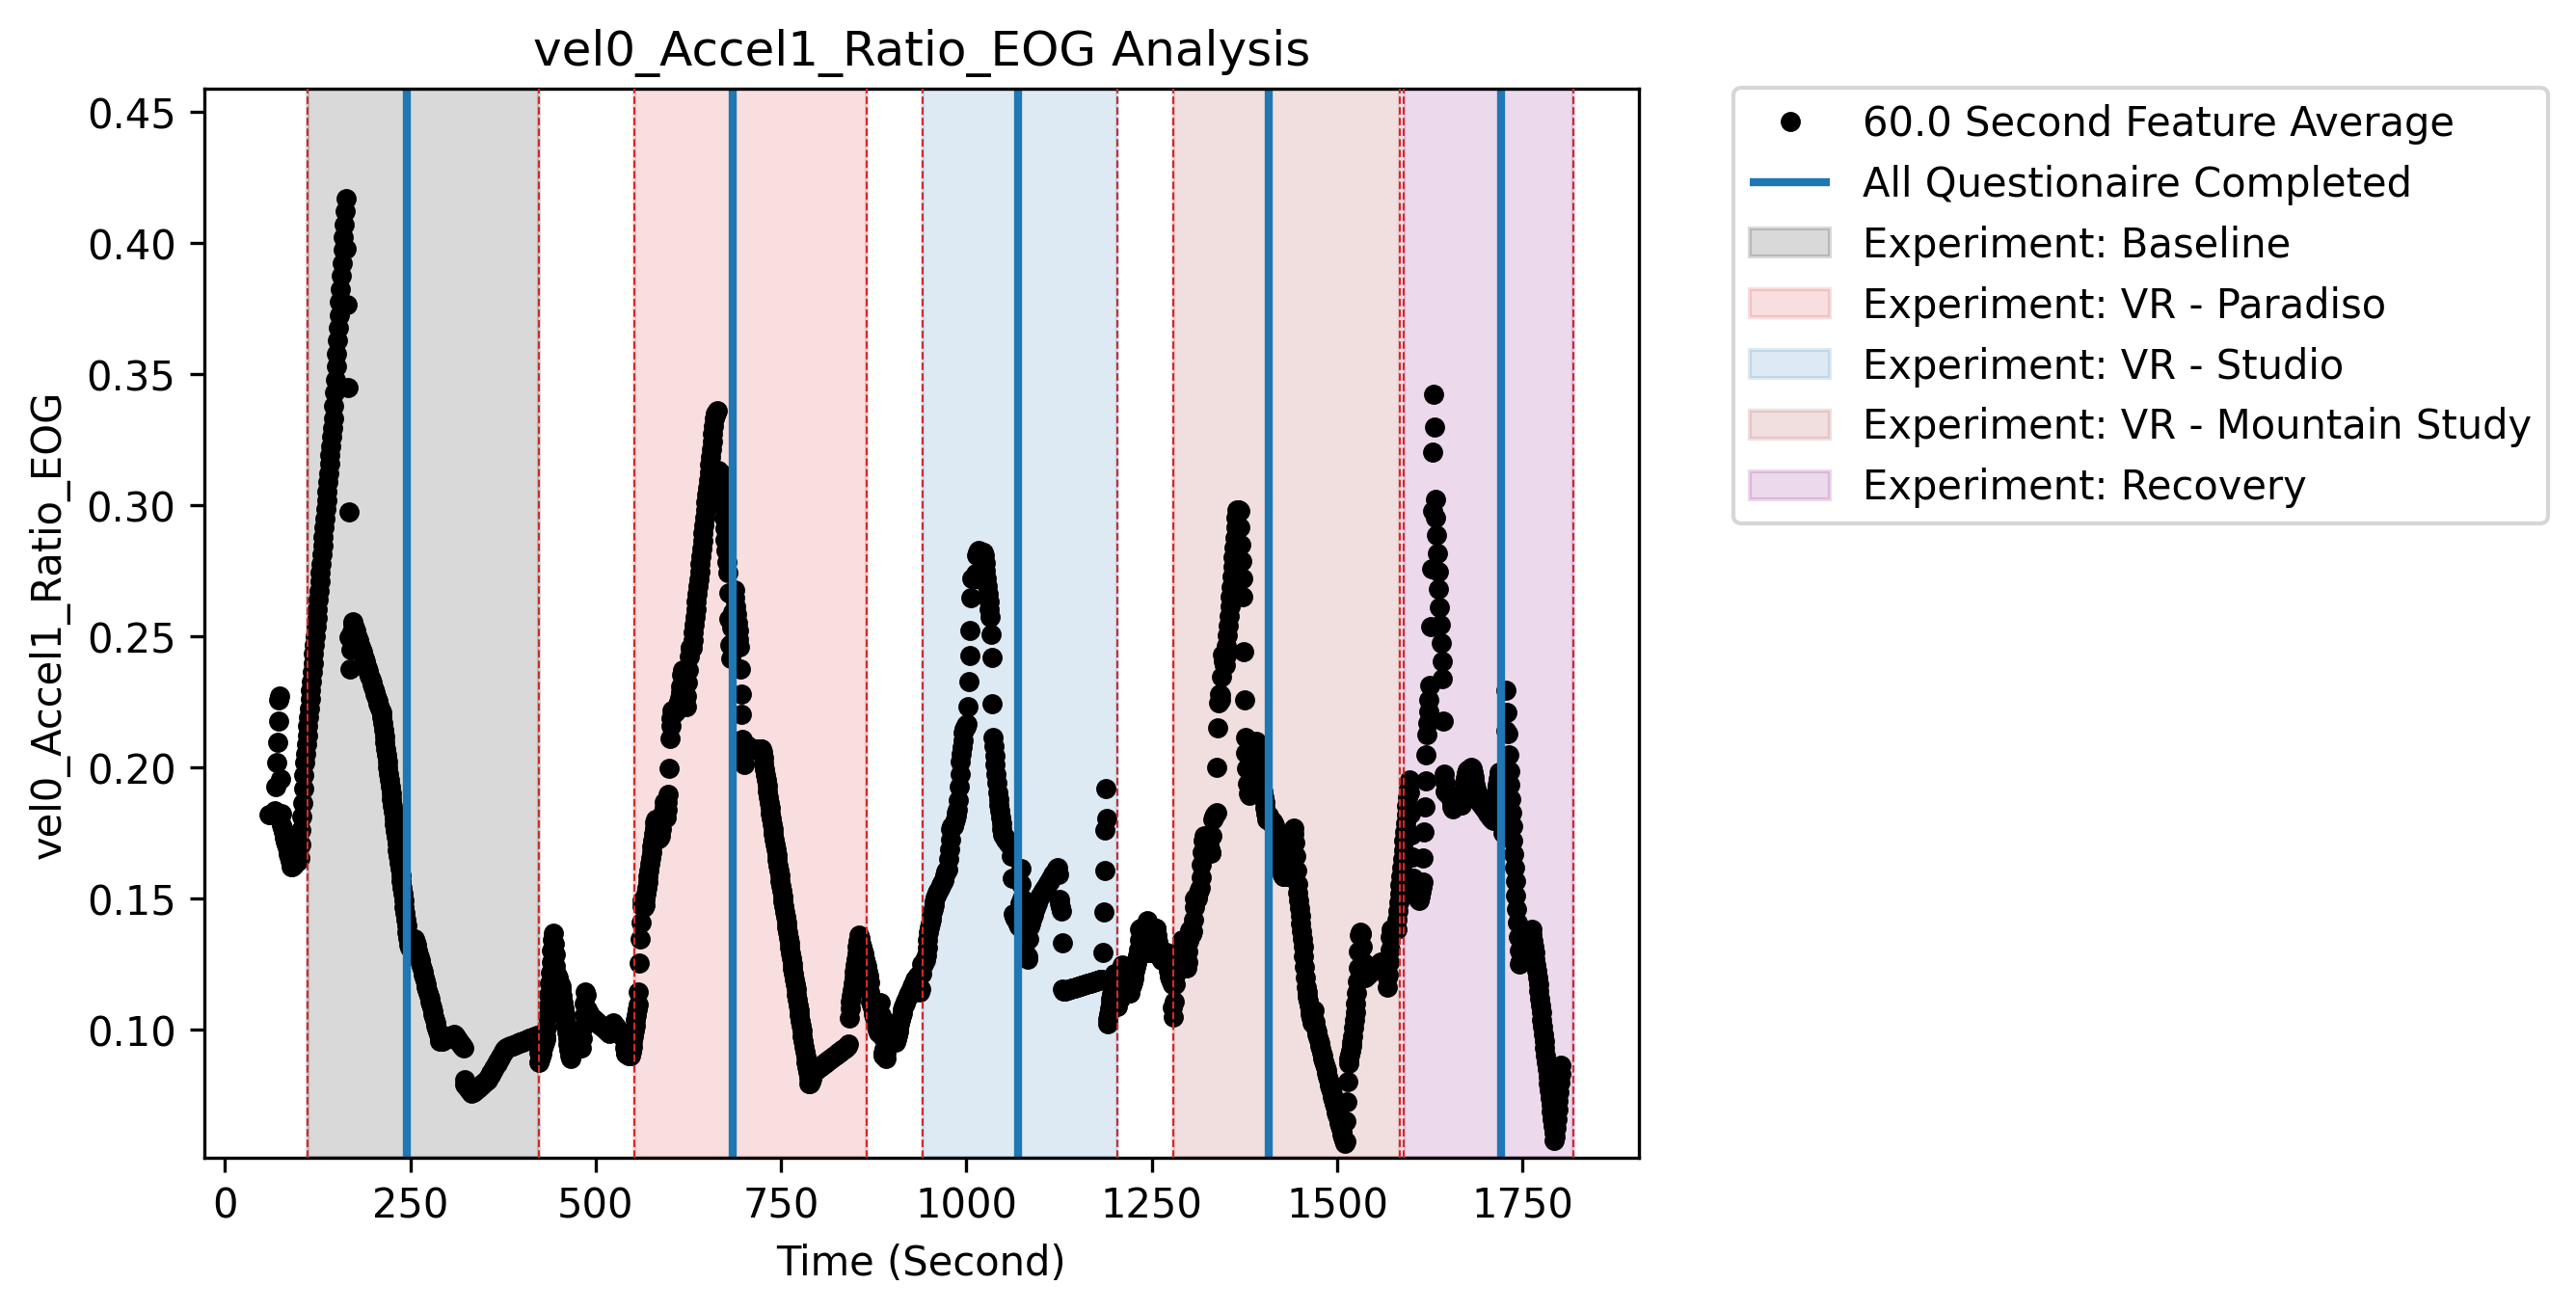 vel0_Accel1_Ratio_EOG Analysis
0.45
0.40
0.35
0.30
0.25
0.20
0.15
0.10
vel0_Accel1_Ratio_EOG
0 250 500 750 1000 1250 1500 1750
Time (Second)
60.0 Second Feature Average
All Questionaire Completed
Experiment: Baseline
Experiment: VR - Paradiso
Experiment: VR - Studio
Experiment: VR - Mountain Study
Experiment: Recovery